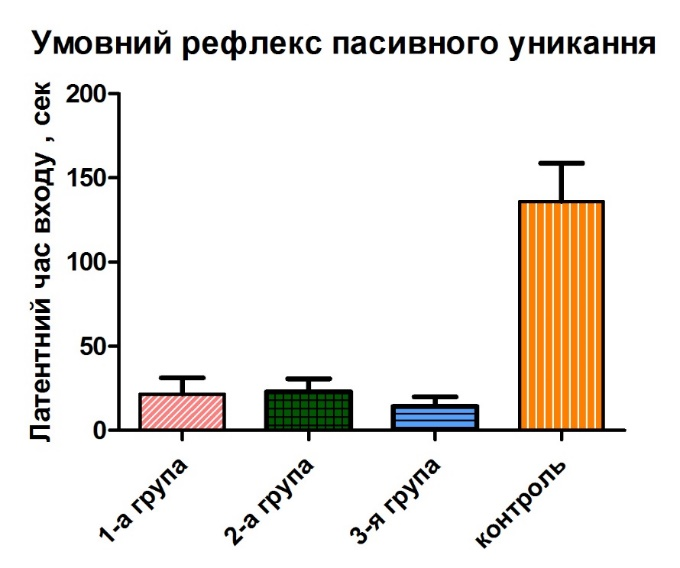 Умовний рефлекс пасивного уникання
Латентний час входу , сек
200
150
100
50
0
1-а група
2-а група
3-я група
контроль